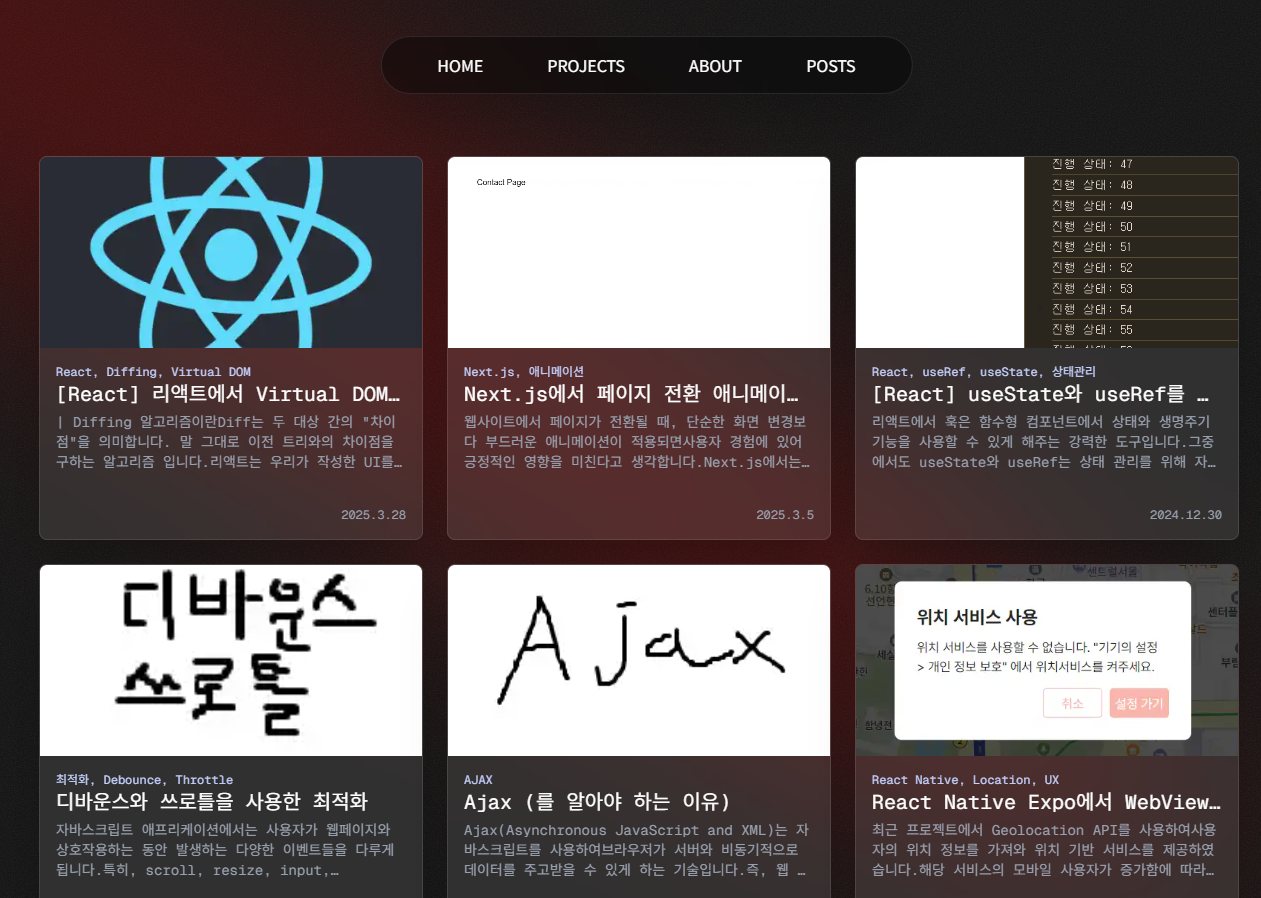 HOME
PROJECTS
ABOUT
POSTS
React, Diffing, Virtual DOM
[React] 리액트에서 Virtual DOM…
| Diffing 알고리즘이란Diff는 두 대상 간의 "차이
점"을 의미합니다. 말 그대로 이전 트리와의 차이점을
구하는 알고리즘 입니다.리액트는 우리가 작성한 UI를…
2025.3.28
Contact Page
Next.js, 애니메이션
Next.js에서 페이지 전환 애니메이…
웹사이트에서 페이지가 전환될 때, 단순한 화면 변경보
다 부드러운 애니메이션이 적용되면사용자 경험에 있어
긍정적인 영향을 미친다고 생각합니다.Next.js에서는…
2025.3.5
진행 상태: 47
진행 상태: 48
진행 상태: 49
진행 상태: 50
진행 상태: 51
진행 상태: 52
진행 상태: 53
진행 상태: 54
진행 상태: 55
React, useRef, useState, 상태관리
[React] useState와 useRef를 …
리액트에서 훅은 함수형 컴포넌트에서 상태와 생명주기
기능을 사용할 수 있게 해주는 강력한 도구입니다.그중
에서도 useState와 useRef는 상태 관리를 위해 자…
2024.12.30
디바운스
쓰로틀
최적화, Debounce, Throttle
디바운스와 쓰로틀을 사용한 최적화
자바스크립트 애프리케이션에서는 사용자가 웹페이지와
상호작용하는 동안 발생하는 다양한 이벤트들을 다루게
됩니다.특히, scroll, resize, input,…
Ajax
AJAX
Ajax (를 알아야 하는 이유)
Ajax(Asynchronous JavaScript and XML)는 자
바스크립트를 사용하여브라우저가 서버와 비동기적으로
데이터를 주고받을 수 있게 하는 기술입니다.즉, 웹 …
센트럴서울
위치 서비스 사용
위치 서비스를 사용할 수 없습니다. "기기의 설정
> 개인 정보 보호" 에서 위치서비스를 켜주세요.
취소
설정 가기
React Native, Location, UX
React Native Expo에서 WebView…
최근 프로젝트에서 Geolocation API를 사용하여사용
자의 위치 정보를 가져와 위치 기반 서비스를 제공하였
습니다.해당 서비스의 모바일 사용자가 증가함에 따라…